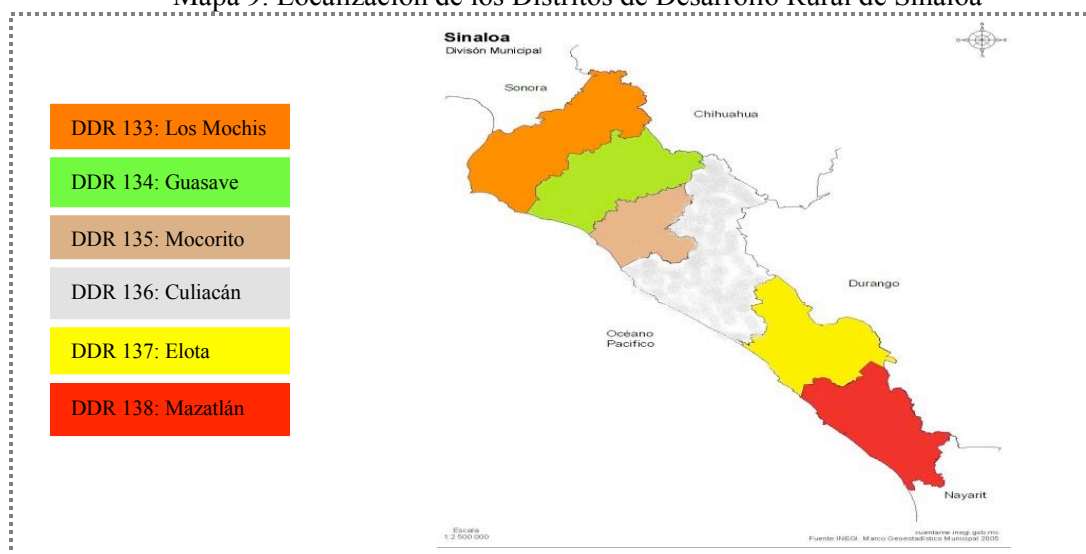 Mapa 9. Localización de los Distritos de Desarrollo Rural de Sinaloa
Sinaloa
Divisón Municipal
Sonora
Chihuahua
DDR 133: Los Mochis
DDR 134: Guasave
DDR 135: Mocorito
DDR 136: Culiacán
DDR 137: Elota
DDR 138: Mazatlán
Durango
Océano
Pacífico
Nayarit
Escala
1:2 500 000
cuentame.inegi.gob.mx
Fuente:INEGI. Marco Geoestadístico Municipal 2005